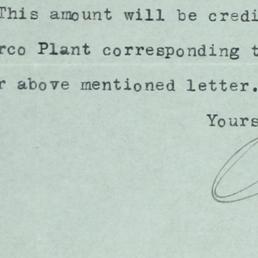 This amount will be credi
rco Plant corresponding t
r above mentioned letter.
Yours